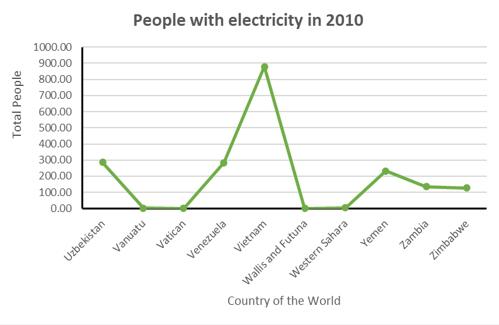 People with electricity in 2010
Total People
1000.00
900.00
800.00
700.00
600.00
500.00
400.00
300.00
200.00
100.00
0.00
Uzbekistan
Vanuatu
Vatican
Venezuela
Vietnam
Wallis and Futuna
Western Sahara
Yemen
Zambia
Zimbabwe
Country of the World